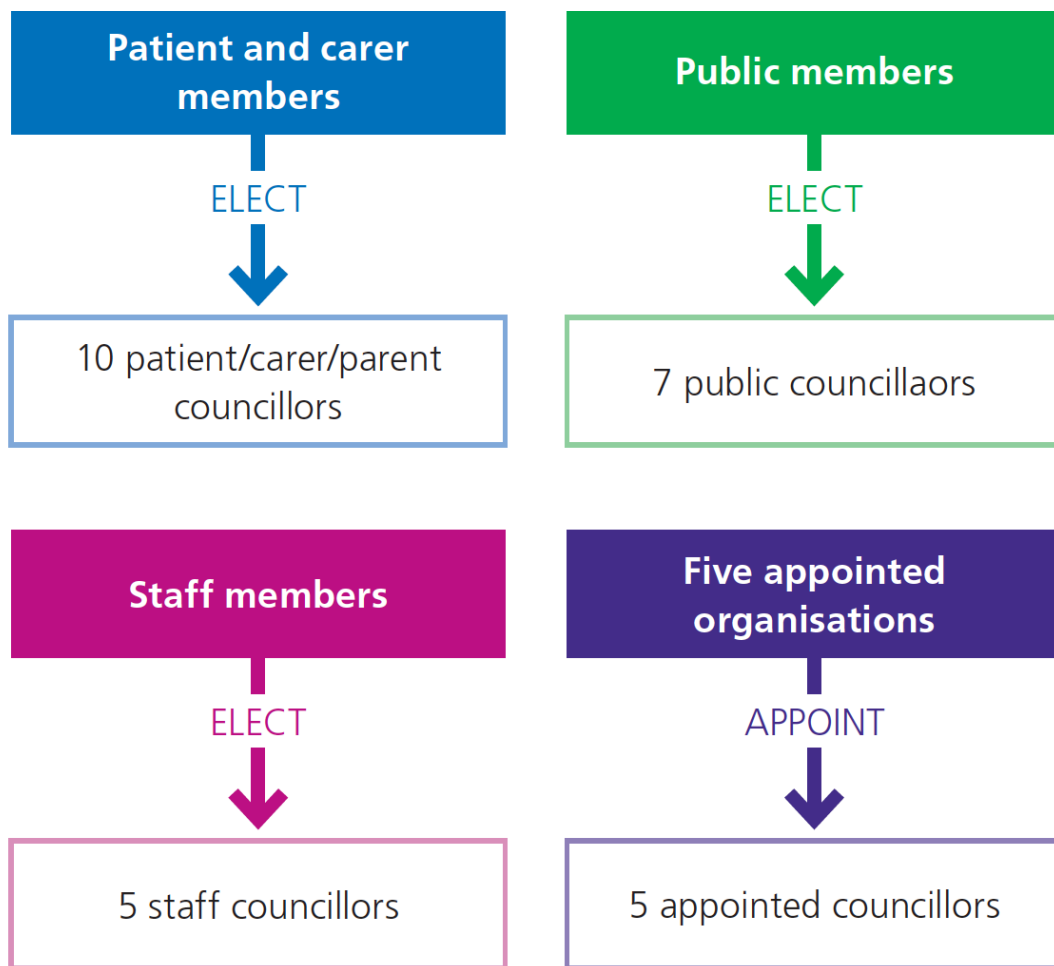 Patient and carer
members
ELECT
10 patient/carer/parent
councillors
Public members
ELECT
7 public councillaors
Staff members
ELECT
5 staff councillors
Five appointed
organisations
APPOINT
5 appointed councillors